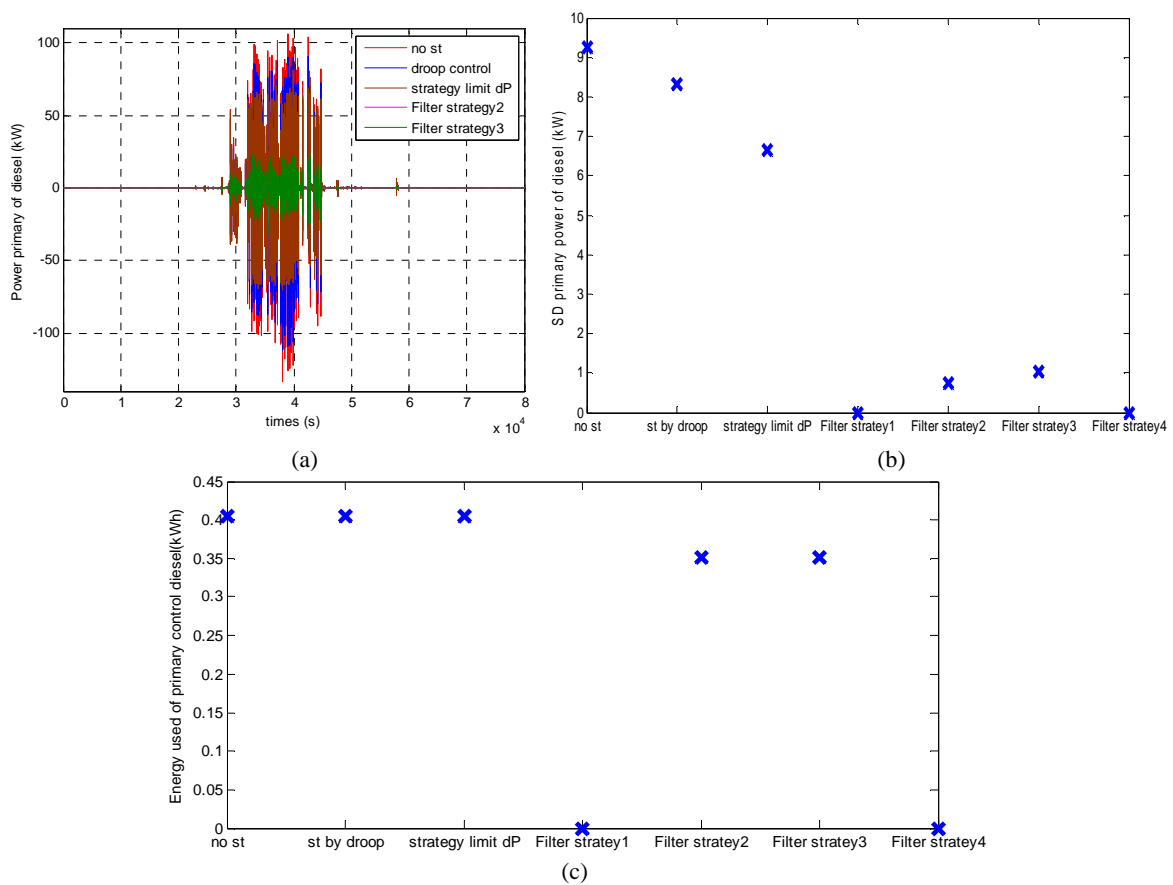 100
50
0
-50
-100
Power primary of diesel (kW)
no st
droop control
strategy limit dP
Filter strategy2
Filter strategy3
0
1
2
3
4
5
6
7
8
times (s)
x 10^4
(a)
10
9
8
7
6
5
4
3
2
1
0
SD primary power of diesel (kW)
no st
st by droop
strategy limit dP
Filter stratey1
Filter stratey2
Filter stratey3
Filter stratey4
(b)
0.45
0.4
0.35
0.3
0.25
0.2
0.15
0.1
0.05
0
Energy used of primary control diesel(kWh)
no st
st by droop
strategy limit dP
Filter stratey1
Filter stratey2
Filter stratey3
Filter stratey4
(c)